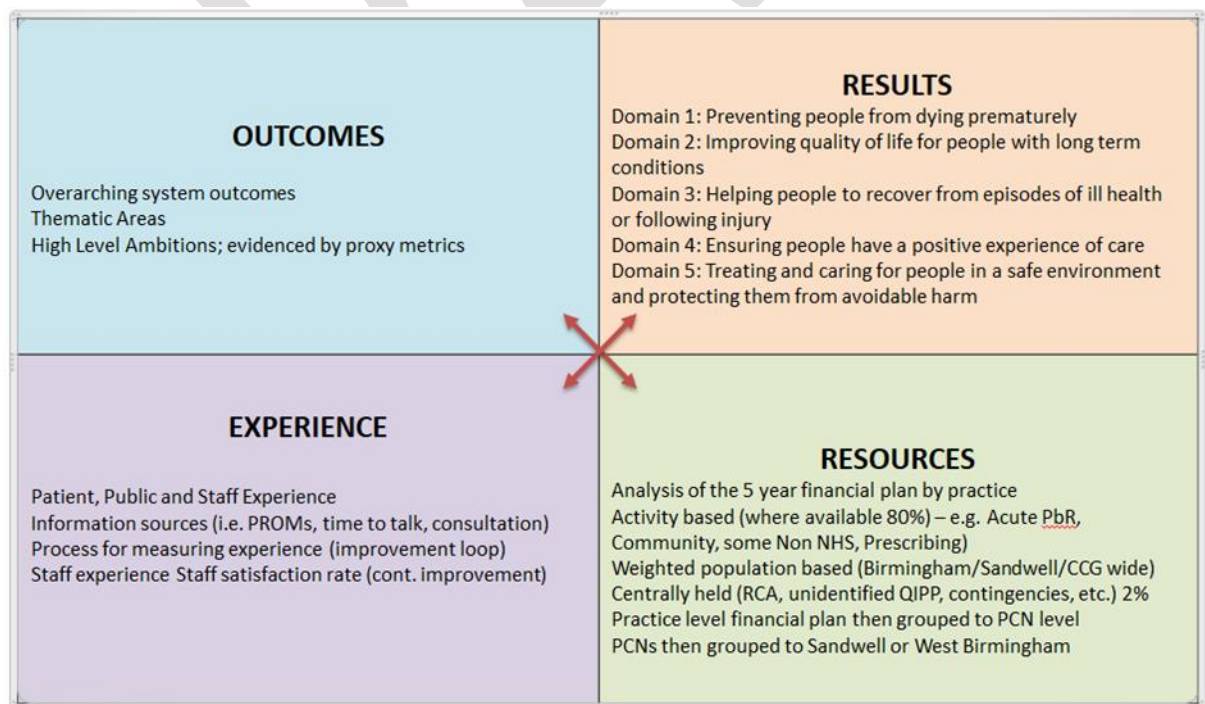 OUTCOMES
Overarching system outcomes
Thematic Areas
High Level Ambitions; evidenced by proxy metrics
RESULTS
Domain 1: Preventing people from dying prematurely
Domain 2: Improving quality of life for people with long term
conditions
Domain 3: Helping people to recover from episodes of ill health
or following injury
Domain 4: Ensuring people have a positive experience of care
Domain 5: Treating and caring for people in a safe environment
and protecting them from avoidable harm
EXPERIENCE
Patient, Public and Staff Experience
Information sources (i.e. PROMs, time to talk, consultation)
Process for measuring experience (improvement loop)
Staff experience Staff satisfaction rate (cont. improvement)
RESOURCES
Analysis of the 5 year financial plan by practice
Activity based (where available 80%) – e.g. Acute PbR,
Community, some Non NHS, Prescribing)
Weighted population based (Birmingham/Sandwell/CCG wide)
Centrally held (RCA, unidentified QIPP, contingencies, etc.) 2%
Practice level financial plan then grouped to PCN level
PCNs then grouped to Sandwell or West Birmingham